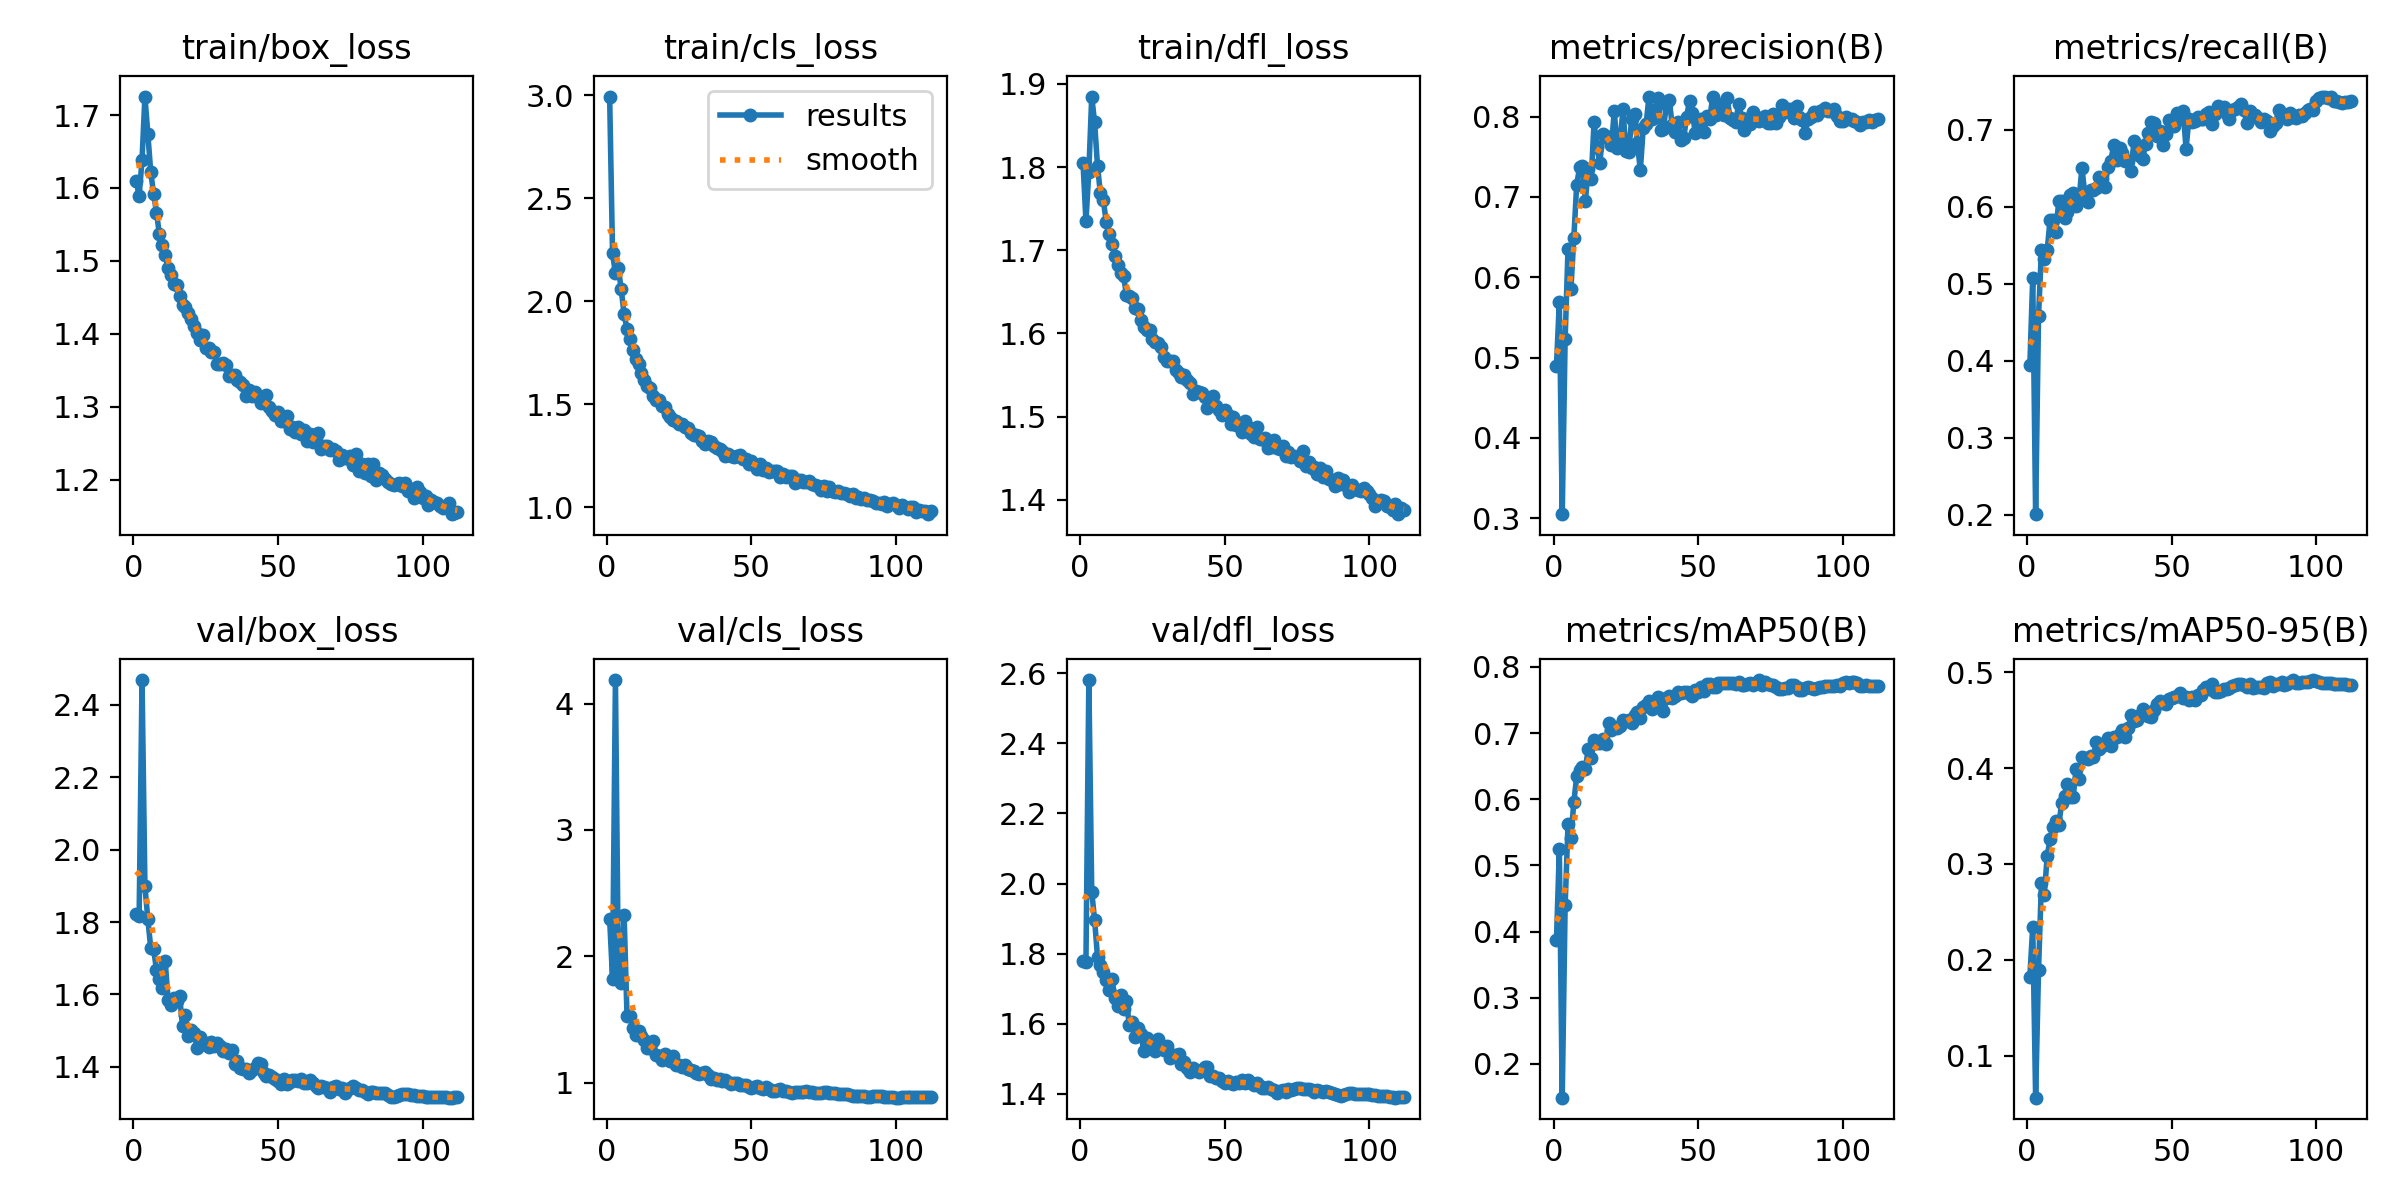 train/box_loss
1.7
1.6
1.5
1.4
1.3
1.2
0 50 100
train/cls_loss
3.0
2.5
2.0
1.5
1.0
results
smooth
0 50 100
train/dfl_loss
1.9
1.8
1.7
1.6
1.5
1.4
0 50 100
metrics/precision(B)
0.8
0.7
0.6
0.5
0.4
0.3
0 50 100
metrics/recall(B)
0.7
0.6
0.5
0.4
0.3
0.2
0 50 100
val/box_loss
2.4
2.2
2.0
1.8
1.6
1.4
0 50 100
val/cls_loss
4
3
2
1
0 50 100
val/dfl_loss
2.6
2.4
2.2
2.0
1.8
1.6
1.4
0 50 100
metrics/mAP50(B)
0.8
0.7
0.6
0.5
0.4
0.3
0.2
0 50 100
metrics/mAP50-95(B)
0.5
0.4
0.3
0.2
0.1
0 50 100